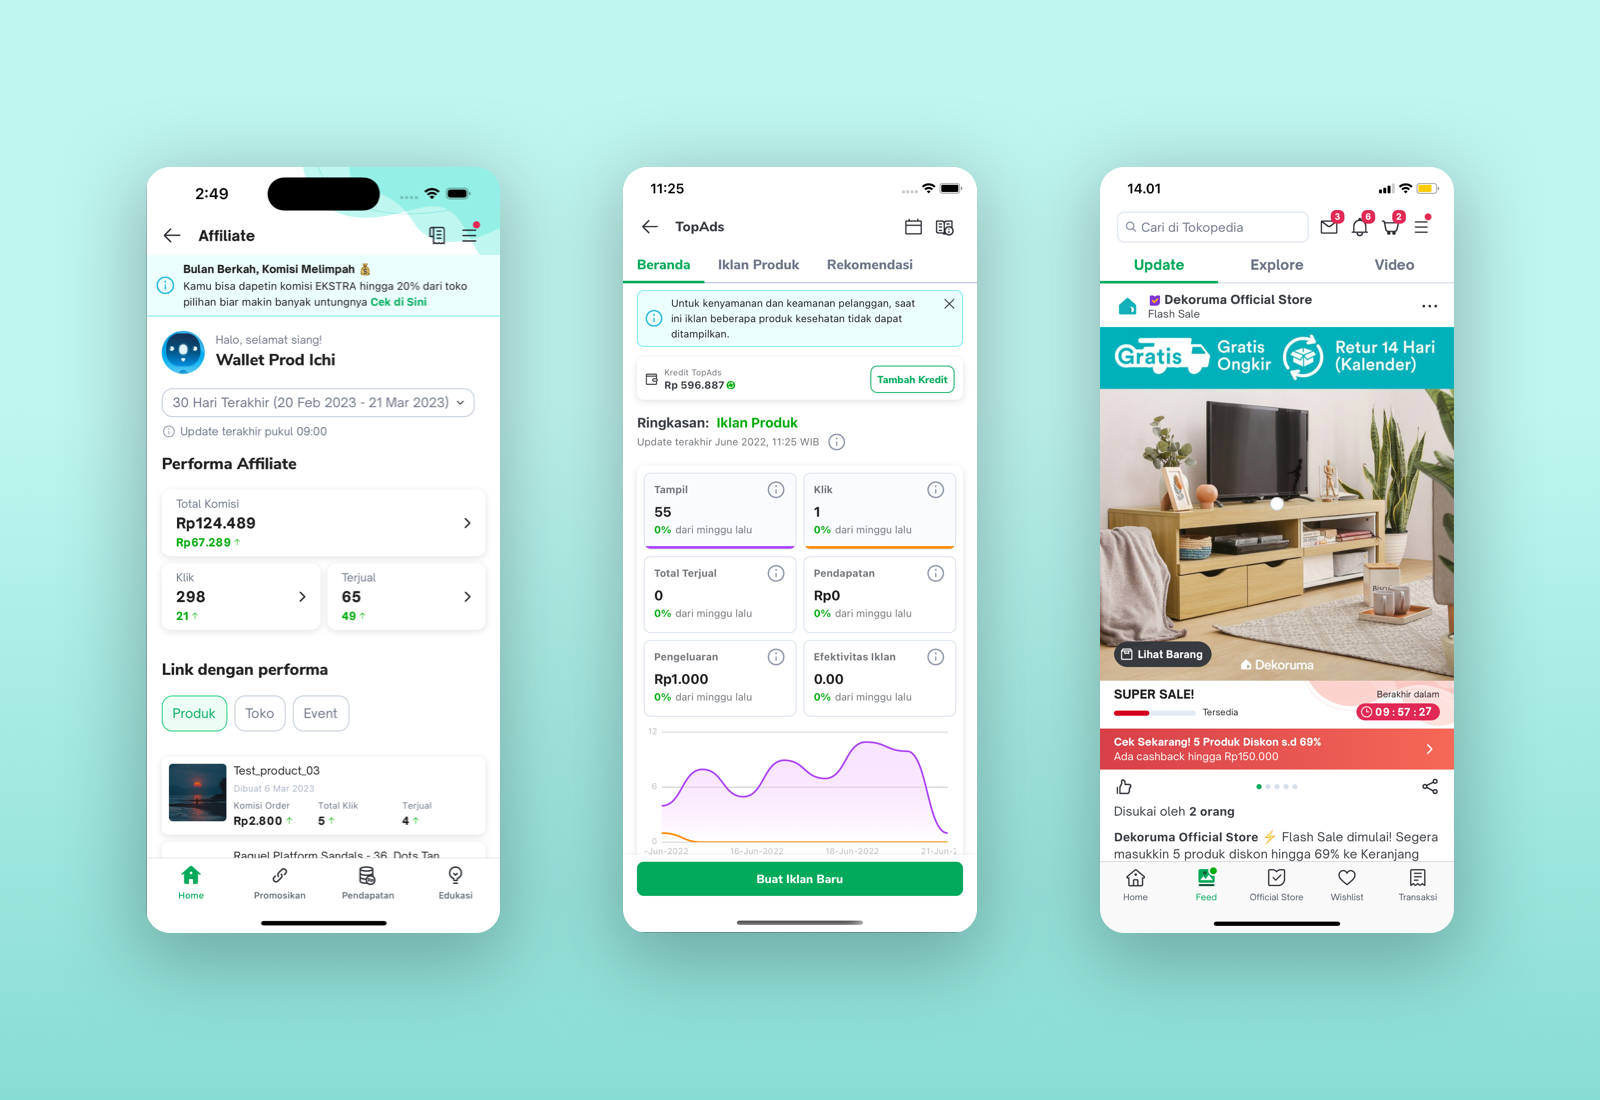 2:49
Affiliate
Bulan Berkah, Komisi Melimpah 💰
Kamu bisa dapetin komisi EKSTRA hingga 20% dari toko
pilihan biar makin banyak untungnya Cek di Sini
Halo, selamat siang!
Wallet Prod Ichi
30 Hari Terakhir (20 Feb 2023 - 21 Mar 2023)
Update terakhir pukul 09:00
Performa Affiliate
Total Komisi
Rp124.489
Rp67.289 ↑
Klik
298
21 ↑
Terjual
65
49 ↑
Link dengan performa
Produk
Toko
Event
Test_product_03
Dibuat 6 Mar 2023
Komisi Order Total Klik Terjual
Rp2.800 ↑ 5 ↑ 4 ↑
Raquel Platform Sandals - 36, Dots Tan
Home
Promosikan
Pendapatan
Edukasi
11:25
TopAds
Beranda
Iklan Produk
Rekomendasi
Untuk kenyamanan dan keamanan pelanggan, saat
ini iklan beberapa produk kesehatan tidak dapat
ditampilkan.
Kredit TopAds
Rp 596.887
Tambah Kredit
Ringkasan: Iklan Produk
Update terakhir June 2022, 11:25 WIB
Tampil
55
0% dari minggu lalu
Klik
1
0% dari minggu lalu
Total Terjual
0
0% dari minggu lalu
Pendapatan
Rp0
0% dari minggu lalu
Pengeluaran
Rp1.000
0% dari minggu lalu
Efektivitas Iklan
0.00
0% dari minggu lalu
12
6
0
-Jun-2022 16-Jun-2022 18-Jun-2022 21-Jun-2
Buat Iklan Baru
14.01
Cari di Tokopedia
3
6
2
Update
Explore
Video
Dekoruma Official Store
Flash Sale
Gratis
Gratis
Ongkir
Retur 14 Hari
(Kalender)
Lihat Barang
Dekoruma
SUPER SALE!
Tersedia
Berakhir dalam
09 : 57 : 27
Cek Sekarang! 5 Produk Diskon s.d 69%
Ada cashback hingga Rp150.000
Disukai oleh 2 orang
Dekoruma Official Store ⚡ Flash Sale dimulai! Segera
masukkin 5 produk diskon hingga 69% ke Keranjang
Home
Feed
Official Store
Wishlist
Transaksi